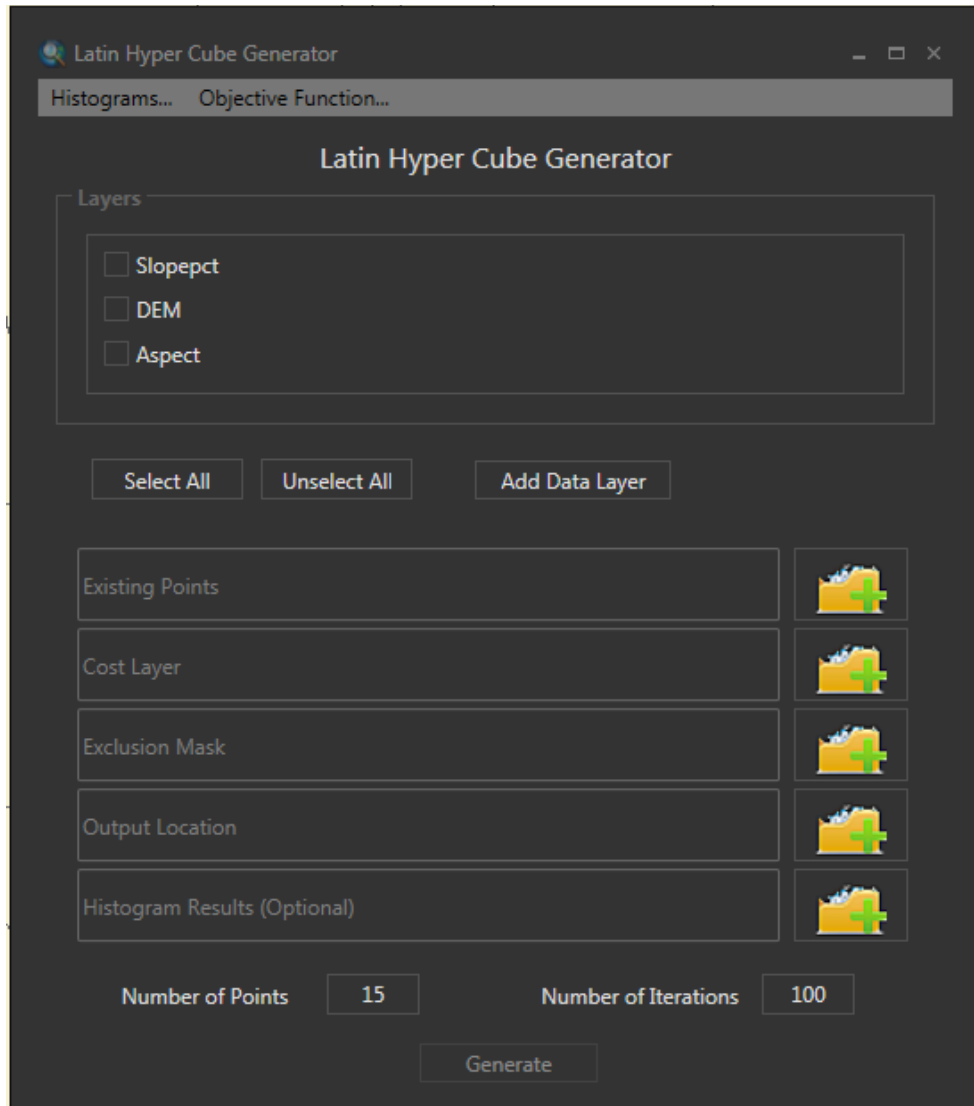 Latin Hyper Cube Generator
Histograms... Objective Function...
Latin Hyper Cube Generator
Layers
Slopepct
DEM
Aspect
Select All Unselect All Add Data Layer
Existing Points
Cost Layer
Exclusion Mask
Output Location
Histogram Results (Optional)
Number of Points 15 Number of Iterations 100
Generate